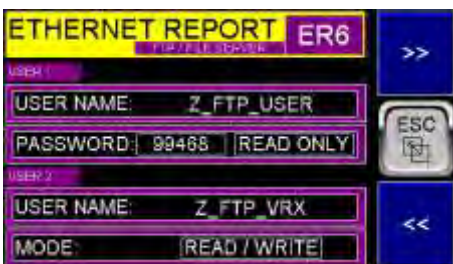 ETHERNET REPORT ER6
FTP / FILE SERVER
>>
USER 1
USER NAME: Z_FTP_USER
ESC
PASSWORD: 99468 READ ONLY
USER 2
USER NAME: Z_FTP_VRX
<<
MODE: READ / WRITE